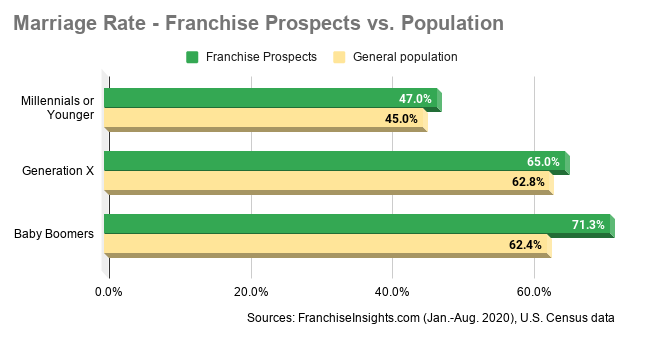 Marriage Rate - Franchise Prospects vs. Population
Franchise Prospects
General population
Millennials or
Younger
47.0%
45.0%
Generation X
65.0%
62.8%
Baby Boomers
71.3%
62.4%
0.0%
20.0%
40.0%
60.0%
Sources: FranchiseInsights.com (Jan.-Aug. 2020), U.S. Census data